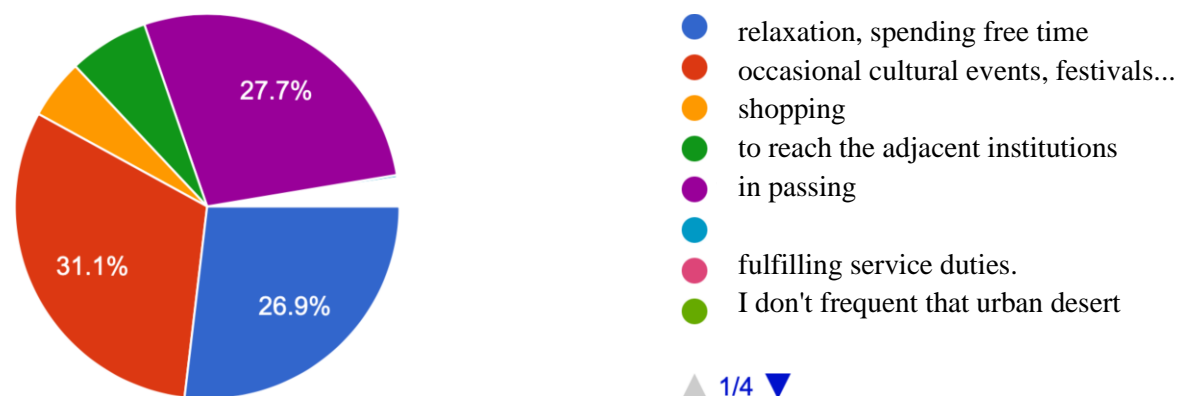 27.7%
31.1%
26.9%
relaxation, spending free time
occasional cultural events, festivals...
shopping
to reach the adjacent institutions
in passing
fulfilling service duties.
I don't frequent that urban desert
1/4